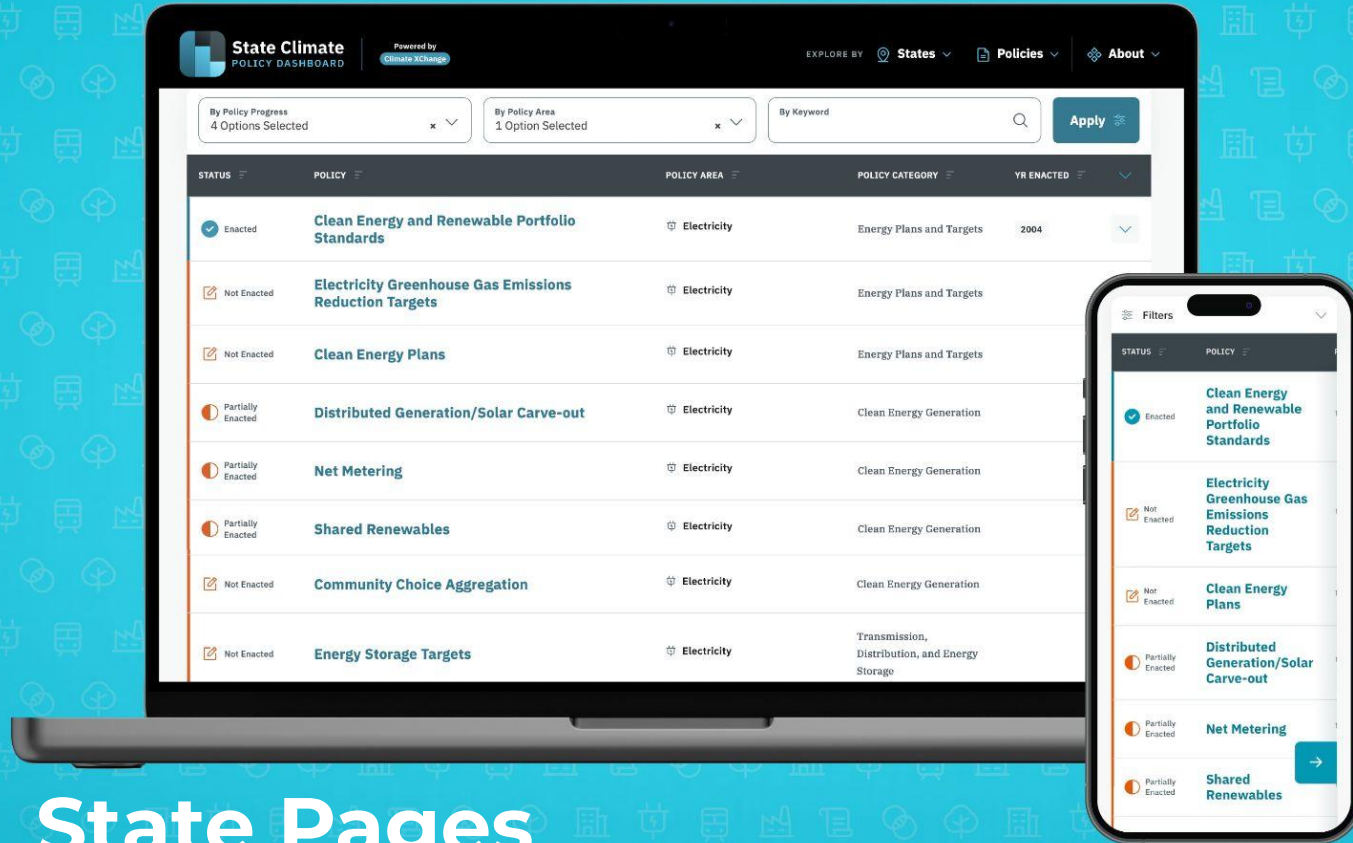 State Climate
POLICY DASHBOARD
Powered by
Climate XChange
EXPLORE BY States Policies About
By Policy Progress
4 Options Selected
By Policy Area
1 Option Selected
By Keyword
Apply
STATUS POLICY POLICY AREA POLICY CATEGORY YR ENACTED
Enacted
Clean Energy and Renewable Portfolio
Standards
Electricity
Energy Plans and Targets
2004
Not Enacted
Electricity Greenhouse Gas Emissions
Reduction Targets
Electricity
Energy Plans and Targets
Not Enacted
Clean Energy Plans
Electricity
Energy Plans and Targets
Partially
Enacted
Distributed Generation/Solar Carve-out
Electricity
Clean Energy Generation
Partially
Enacted
Net Metering
Electricity
Clean Energy Generation
Partially
Enacted
Shared Renewables
Electricity
Clean Energy Generation
Not Enacted
Community Choice Aggregation
Electricity
Clean Energy Generation
Not Enacted
Energy Storage Targets
Electricity
Transmission,
Distribution, and Energy
Storage
Filters
STATUS POLICY
Enacted
Clean Energy
and Renewable
Portfolio
Standards
Not
Enacted
Electricity
Greenhouse Gas
Emissions
Reduction
Targets
Not
Enacted
Clean Energy
Plans
Partially
Enacted
Distributed
Generation/Solar
Carve-out
Partially
Enacted
Net Metering
Partially
Enacted
Shared
Renewables
State Pages